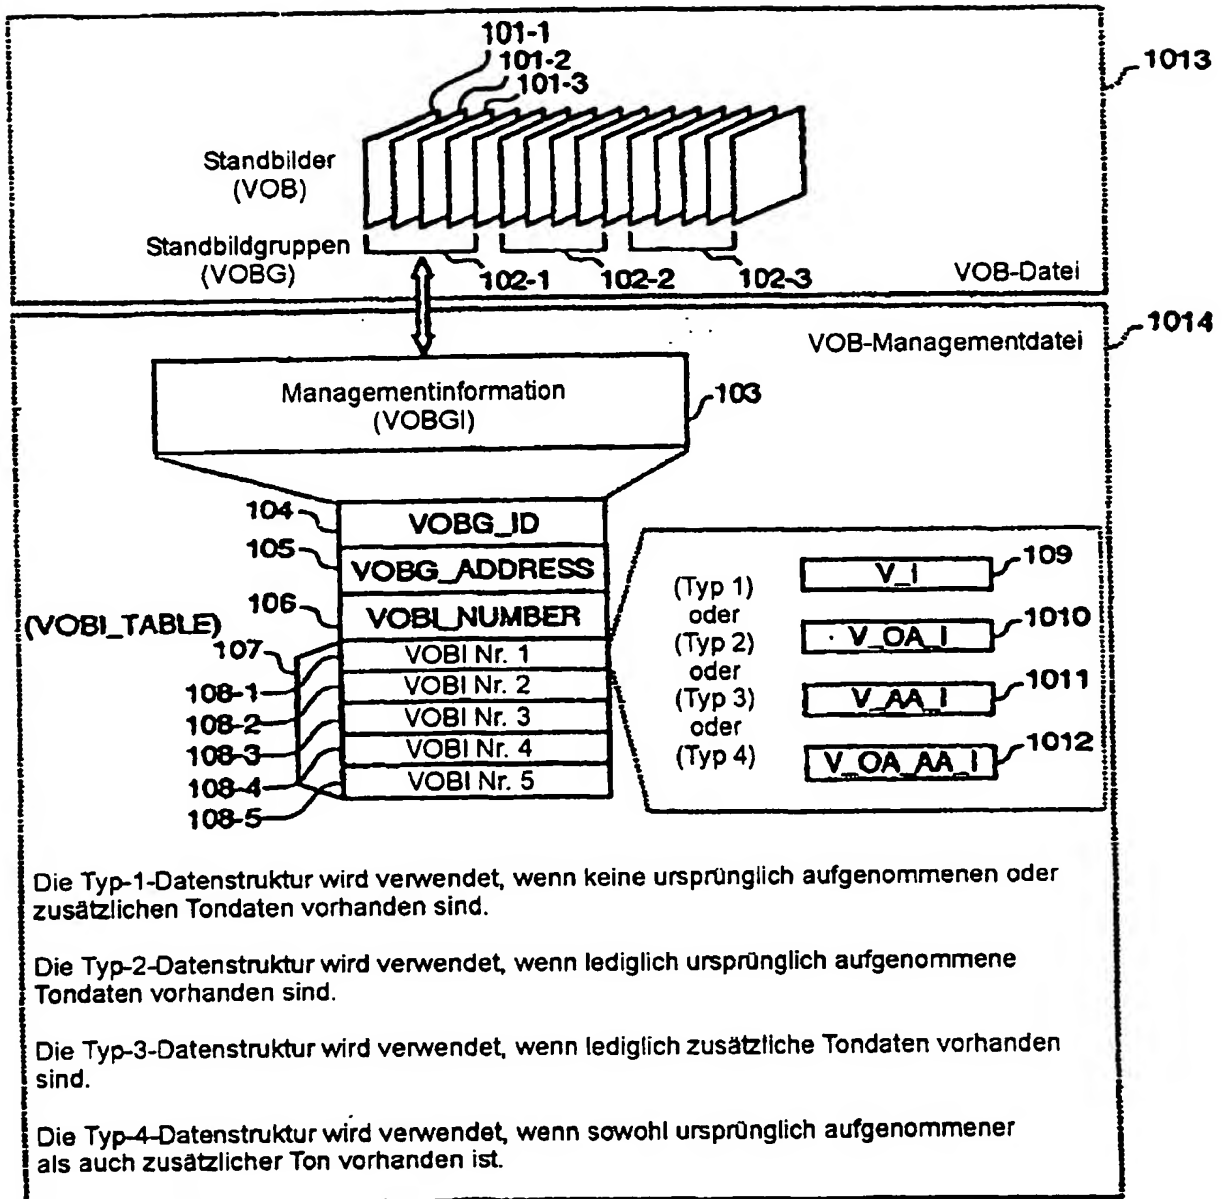 101-1
101-2
101-3
1013
Standbilder
(VOB)
Standbildgruppen
(VOBG)
102-1
102-2
102-3
VOB-Datei
1014
VOB-Managementdatei
Managementinformation
(VOBGI)
103
104
VOBG_ID
105
VOBG_ADDRESS
106
VOBI_NUMBER
(VOBI_TABLE)
107
VOBI Nr. 1
108-1
VOBI Nr. 2
108-2
VOBI Nr. 3
108-3
VOBI Nr. 4
108-4
VOBI Nr. 5
108-5
(Typ 1)
oder
(Typ 2)
oder
(Typ 3)
oder
(Typ 4)
V_I
109
V_OA_I
1010
V_AA_I
1011
V_OA_AA_I
1012
Die Typ-1-Datenstruktur wird verwendet, wenn keine ursprünglich aufgenommenen oder
zusätzlichen Tondaten vorhanden sind.
Die Typ-2-Datenstruktur wird verwendet, wenn lediglich ursprünglich aufgenommene
Tondaten vorhanden sind.
Die Typ-3-Datenstruktur wird verwendet, wenn lediglich zusätzliche Tondaten vorhanden
sind.
Die Typ-4-Datenstruktur wird verwendet, wenn sowohl ursprünglich aufgenommener
als auch zusätzlicher Ton vorhanden ist.